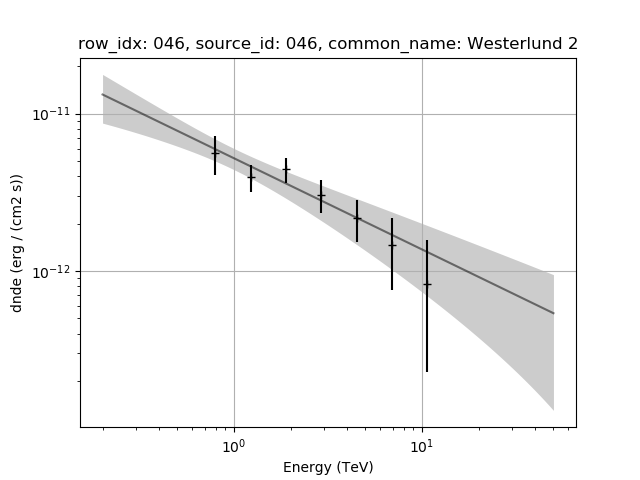 row_idx: 046, source_id: 046, common_name: Westerlund 2
dnde (erg / (cm2 s))
10⁻¹¹
10⁻¹²
10⁰ 10¹
Energy (TeV)